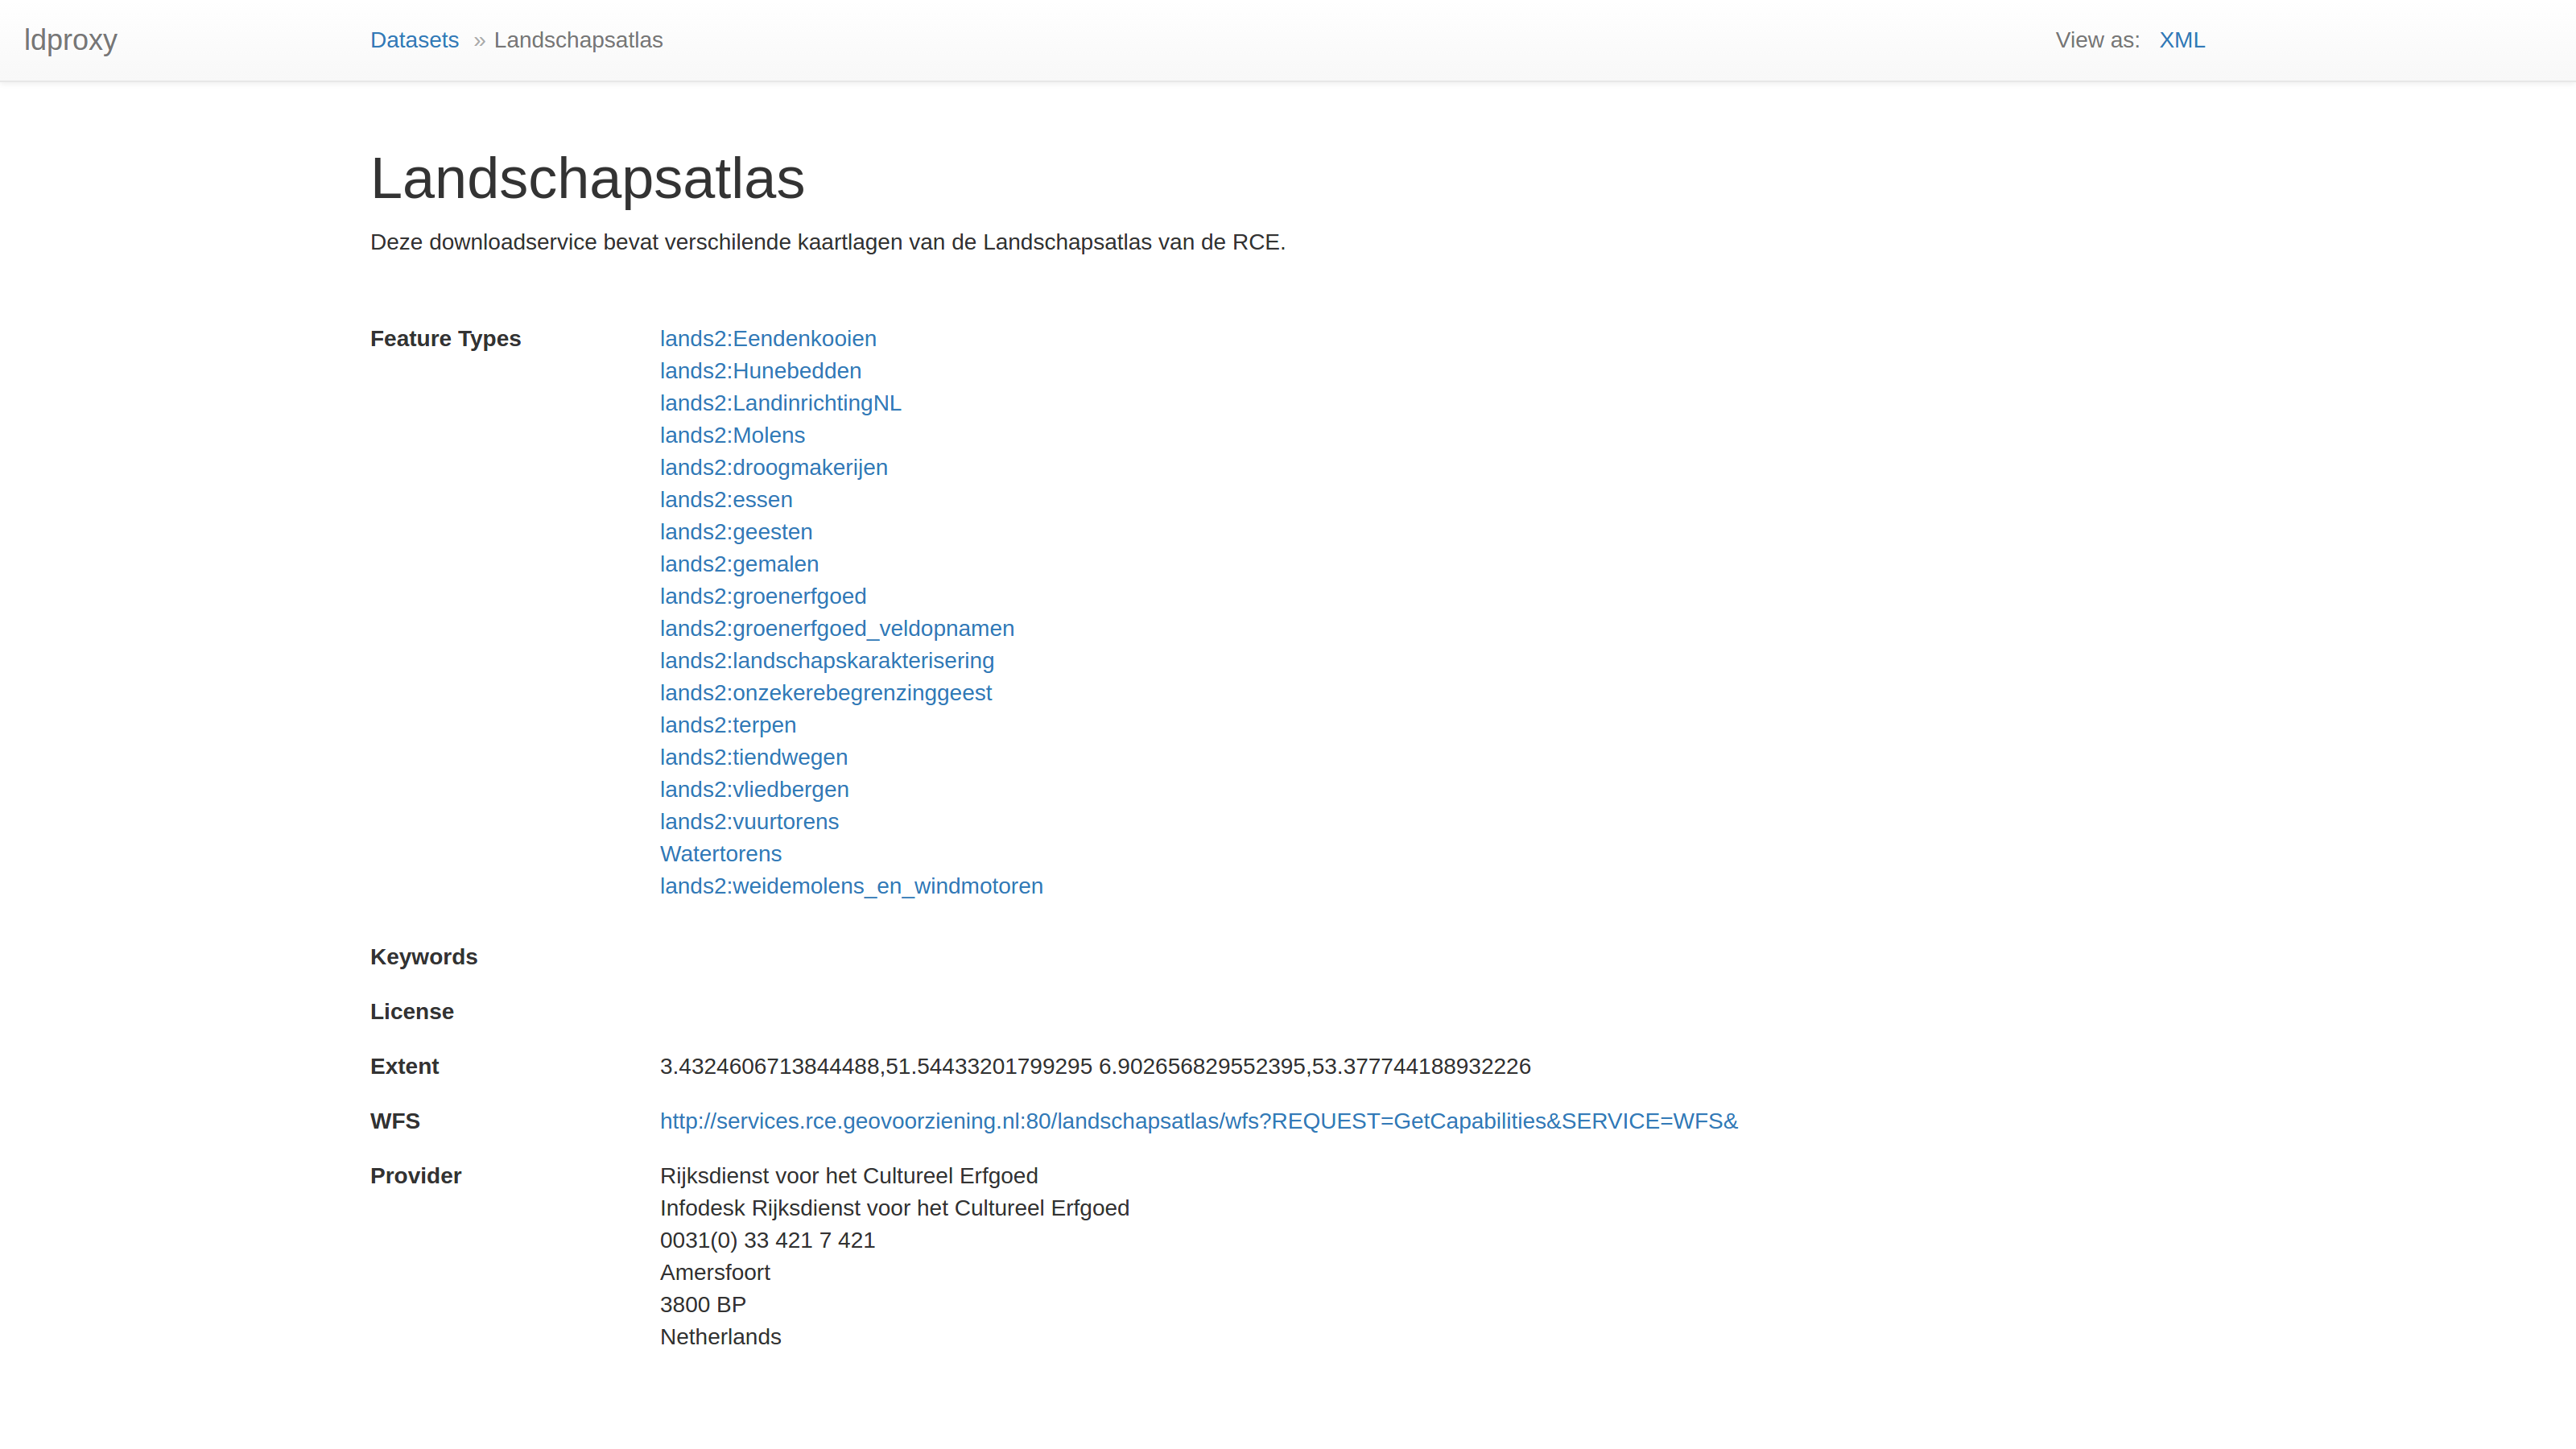 ldproxy
Datasets » Landschapsatlas
View as: XML
Landschapsatlas
Deze downloadservice bevat verschilende kaartlagen van de Landschapsatlas van de RCE.
Feature Types
lands2:Eendenkooien
lands2:Hunebedden
lands2:LandinrichtingNL
lands2:Molens
lands2:droogmakerijen
lands2:essen
lands2:geesten
lands2:gemalen
lands2:groenerfgoed
lands2:groenerfgoed_veldopnamen
lands2:landschapskarakterisering
lands2:onzekerebegrenzinggeest
lands2:terpen
lands2:tiendwegen
lands2:vliedbergen
lands2:vuurtorens
Watertorens
lands2:weidemolens_en_windmotoren
Keywords
License
Extent 3.4324606713844488,51.54433201799295 6.902656829552395,53.377744188932226
WFS http://services.rce.geovoorziening.nl:80/landschapsatlas/wfs?REQUEST=GetCapabilities&SERVICE=WFS&
Provider Rijksdienst voor het Cultureel Erfgoed
Infodesk Rijksdienst voor het Cultureel Erfgoed
0031(0) 33 421 7 421
Amersfoort
3800 BP
Netherlands